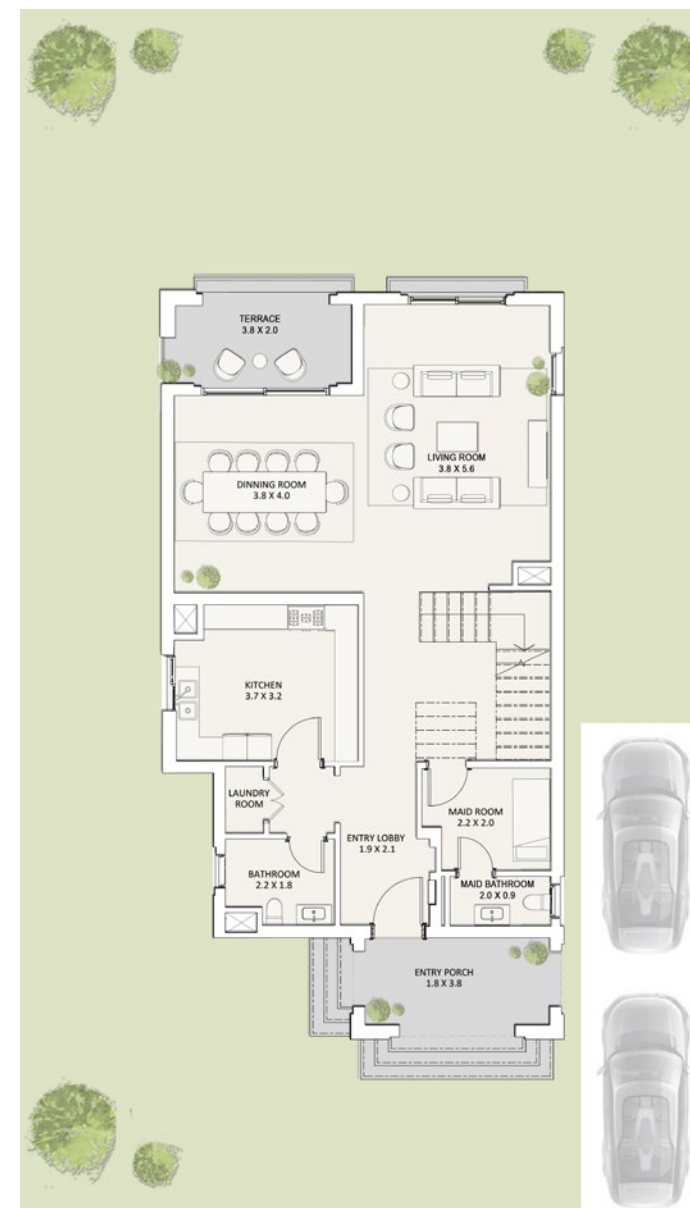 TERRACE
3.8 X 2.0
LIVING ROOM
3.8 X 5.6
DINNING ROOM
3.8 X 4.0
KITCHEN
3.7 X 3.2
LAUNDRY
ROOM
MAID ROOM
2.2 X 2.0
ENTRY LOBBY
1.9 X 2.1
BATHROOM
2.2 X 1.8
MAID BATHROOM
2.0 X 0.9
ENTRY PORCH
1.8 X 3.8